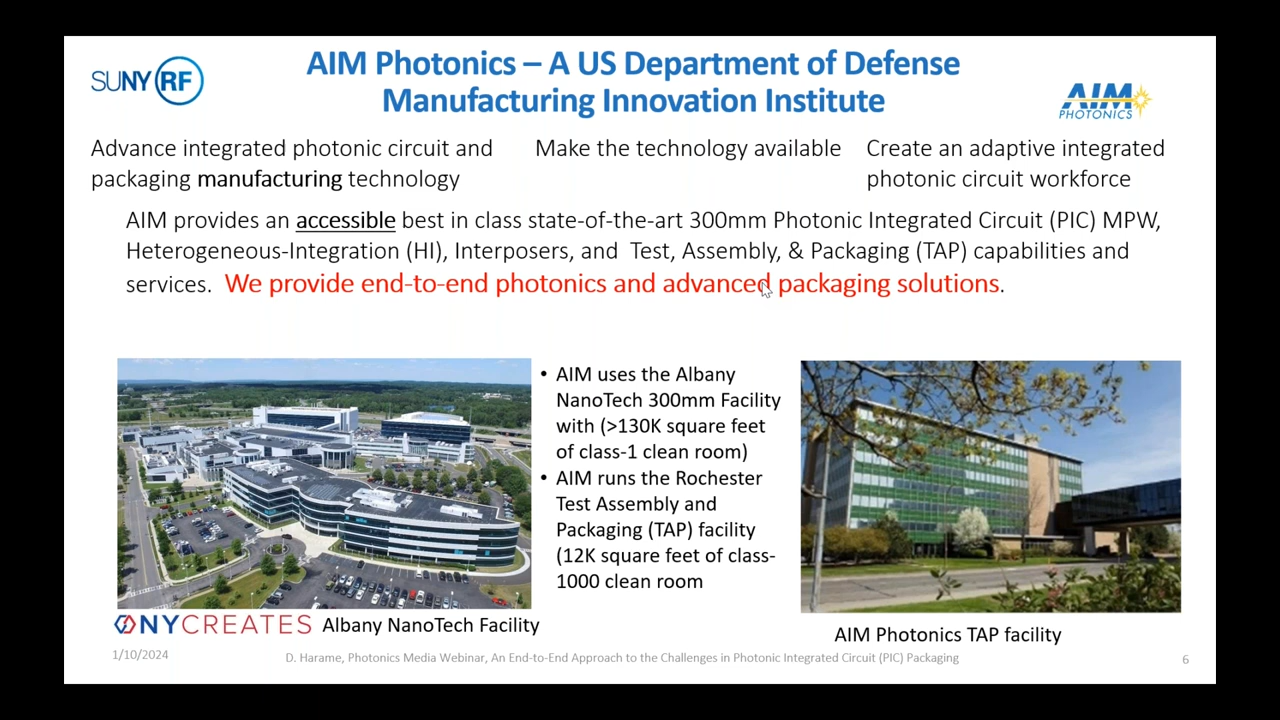 SUNY RF
AIM Photonics – A US Department of Defense
Manufacturing Innovation Institute
AIM
PHOTONICS
Advance integrated photonic circuit and
packaging manufacturing technology
Make the technology available
Create an adaptive integrated
photonic circuit workforce
AIM provides an accessible best in class state-of-the-art 300mm Photonic Integrated Circuit (PIC) MPW,
Heterogeneous-Integration (HI), Interposers, and Test, Assembly, & Packaging (TAP) capabilities and
services. We provide end-to-end photonics and advanced packaging solutions.
• AIM uses the Albany
NanoTech 300mm Facility
with (>130K square feet
of class-1 clean room)
• AIM runs the Rochester
Test Assembly and
Packaging (TAP) facility
(12K square feet of class-
1000 clean room
NYCREATES Albany NanoTech Facility
AIM Photonics TAP facility
1/10/2024
D. Harame, Photonics Media Webinar, An End-to-End Approach to the Challenges in Photonic Integrated Circuit (PIC) Packaging
6